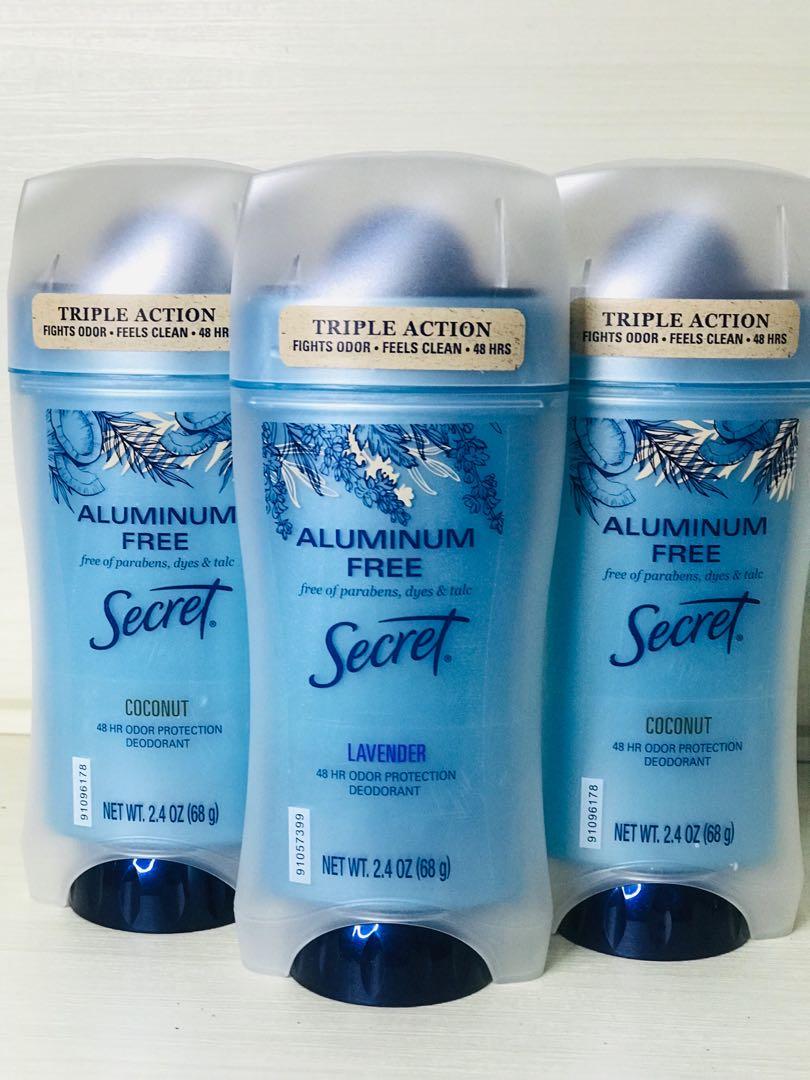 TRIPLE ACTION
FIGHTS ODOR • FEELS CLEAN • 48 HR
ALUMINUM
FREE
free of parabens, dyes & talc
Secret®
COCONUT
48 HR ODOR PROTECTION
DEODORANT
91096178
NET WT. 2.4 OZ (68 g)
TRIPLE ACTION
FIGHTS ODOR • FEELS CLEAN • 48 HRS
ALUMINUM
FREE
free of parabens, dyes & talc
Secret®
LAVENDER
48 HR ODOR PROTECTION
DEODORANT
91057399
NET WT. 2.4 OZ (68 g)
TRIPLE ACTION
FIGHTS ODOR • FEELS CLEAN • 48 HRS
ALUMINUM
FREE
free of parabens, dyes & talc
Secret®
COCONUT
48 HR ODOR PROTECTION
DEODORANT
91096178
NET WT. 2.4 OZ (68 g)